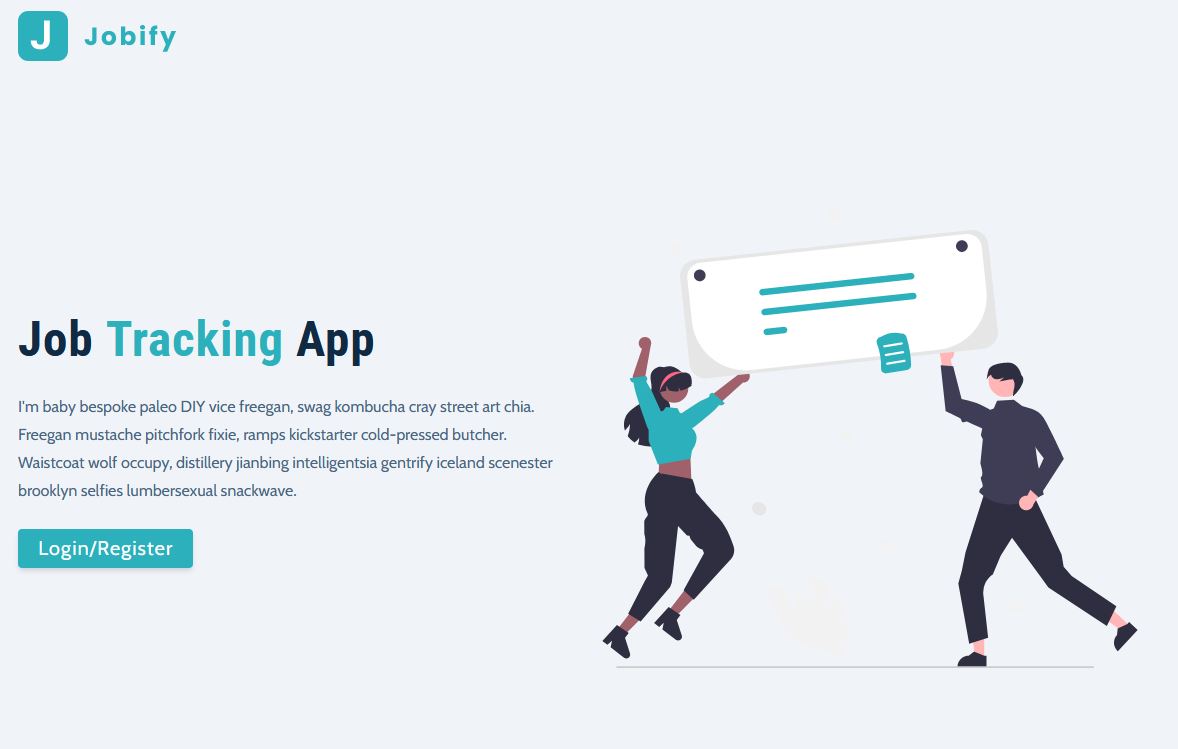 J Jobify
Job Tracking App
I'm baby bespoke paleo DIY vice freegan, swag kombucha cray street art chia.
Freegan mustache pitchfork fixie, ramps kickstarter cold-pressed butcher.
Waistcoat wolf occupy, distillery jianbing intelligentsia gentrify iceland scenester
brooklyn selfies lumbersexual snackwave.
Login/Register